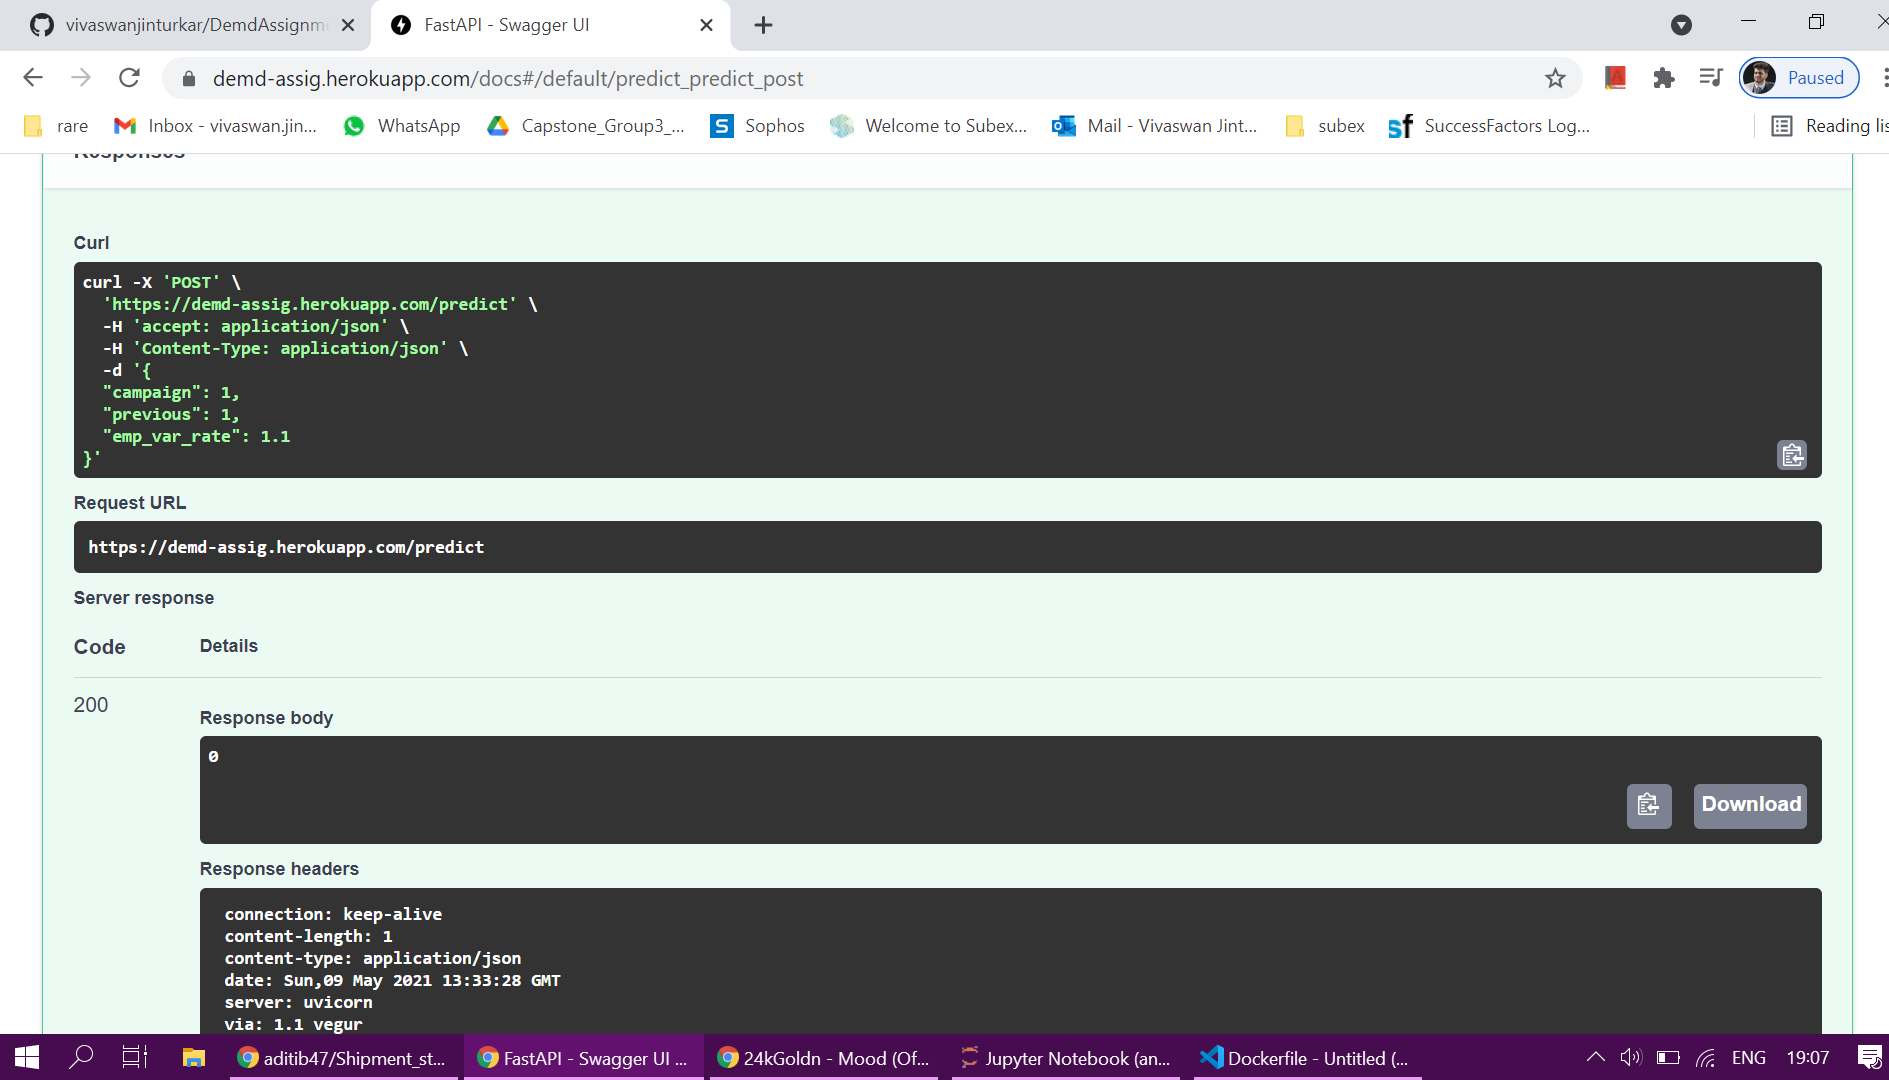 vivaswanjinturkar/DemdAssignm
FastAPI - Swagger UI
demd-assig.herokuapp.com/docs#/default/predict_predict_post
Paused
rare
Inbox - vivaswan.jin...
WhatsApp
Capstone_Group3_...
S
Sophos
Welcome to Subex...
Mail - Vivaswan Jint...
subex
sf
SuccessFactors Log...
Reading lis
Responses
Curl
curl -X 'POST' \
'https://demd-assig.herokuapp.com/predict' \
-H 'accept: application/json' \
-H 'Content-Type: application/json' \
-d '{
"campaign": 1,
"previous": 1,
"emp_var_rate": 1.1
}'
Request URL
https://demd-assig.herokuapp.com/predict
Server response
Code
Details
200
Response body
0
Download
Response headers
connection: keep-alive
content-length: 1
content-type: application/json
date: Sun,09 May 2021 13:33:28 GMT
server: uvicorn
via: 1.1 vegur
aditib47/Shipment_st...
FastAPI - Swagger UI ...
24kGoldn - Mood (Of...
Jupyter Notebook (an...
Dockerfile - Untitled (...
ENG
19:07